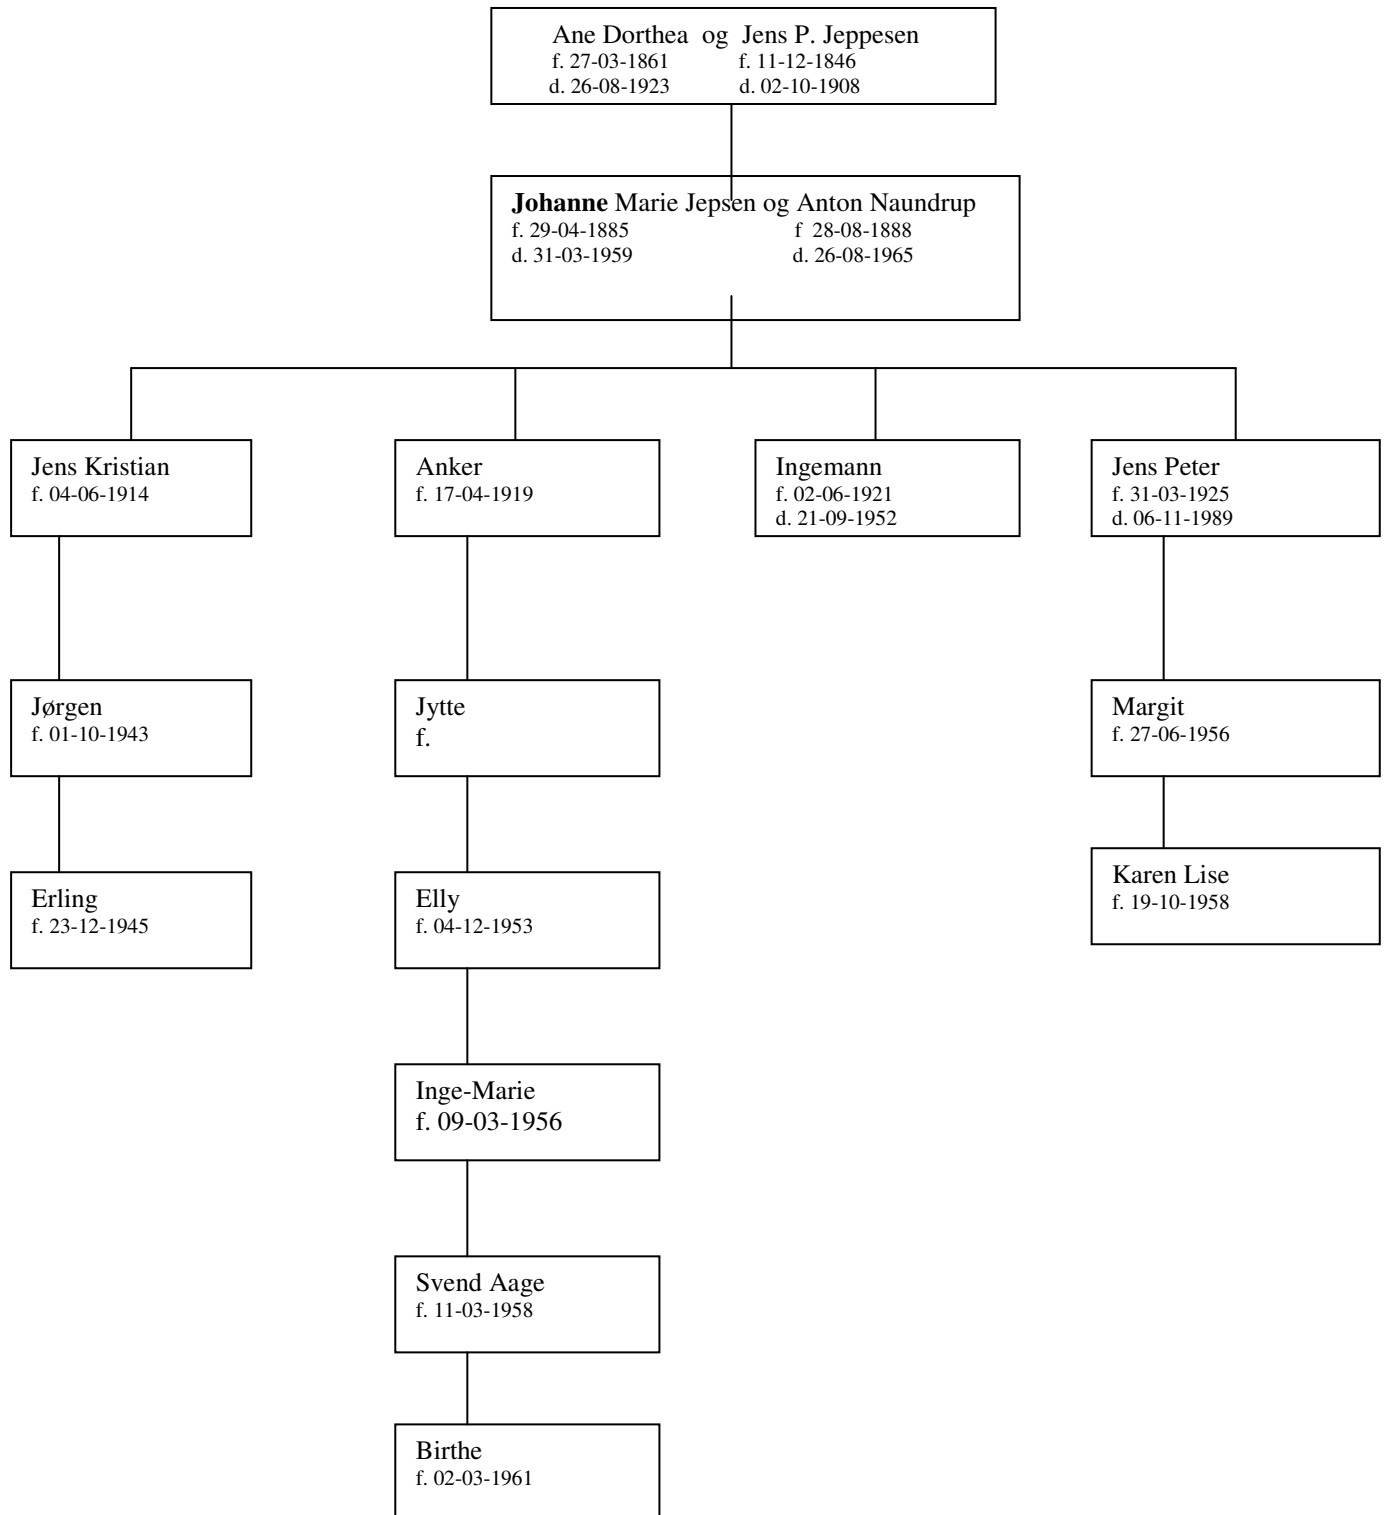 Ane Dorthea og Jens P. Jeppesen
f. 27-03-1861 f. 11-12-1846
d. 26-08-1923 d. 02-10-1908
Johanne Marie Jepsen og Anton Naundrup
f. 29-04-1885 f 28-08-1888
d. 31-03-1959 d. 26-08-1965
Jens Kristian
f. 04-06-1914
Anker
f. 17-04-1919
Ingemann
f. 02-06-1921
d. 21-09-1952
Jens Peter
f. 31-03-1925
d. 06-11-1989
Jørgen
f. 01-10-1943
Jytte
f.
Margit
f. 27-06-1956
Erling
f. 23-12-1945
Elly
f. 04-12-1953
Karen Lise
f. 19-10-1958
Inge-Marie
f. 09-03-1956
Svend Aage
f. 11-03-1958
Birthe
f. 02-03-1961